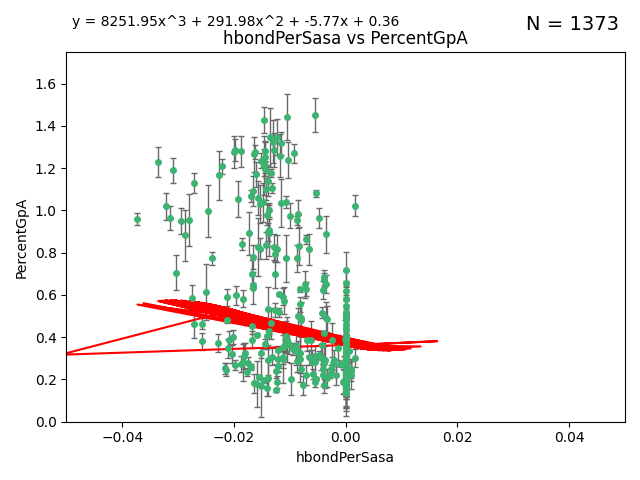 y = 8251.95x^3 + 291.98x^2 + -5.77x + 0.36
N = 1373
hbondPerSasa vs PercentGpA
1.6
1.4
1.2
1.0
0.8
0.6
0.4
0.2
0.0
PercentGpA
−0.04
−0.02
0.00
0.02
0.04
hbondPerSasa